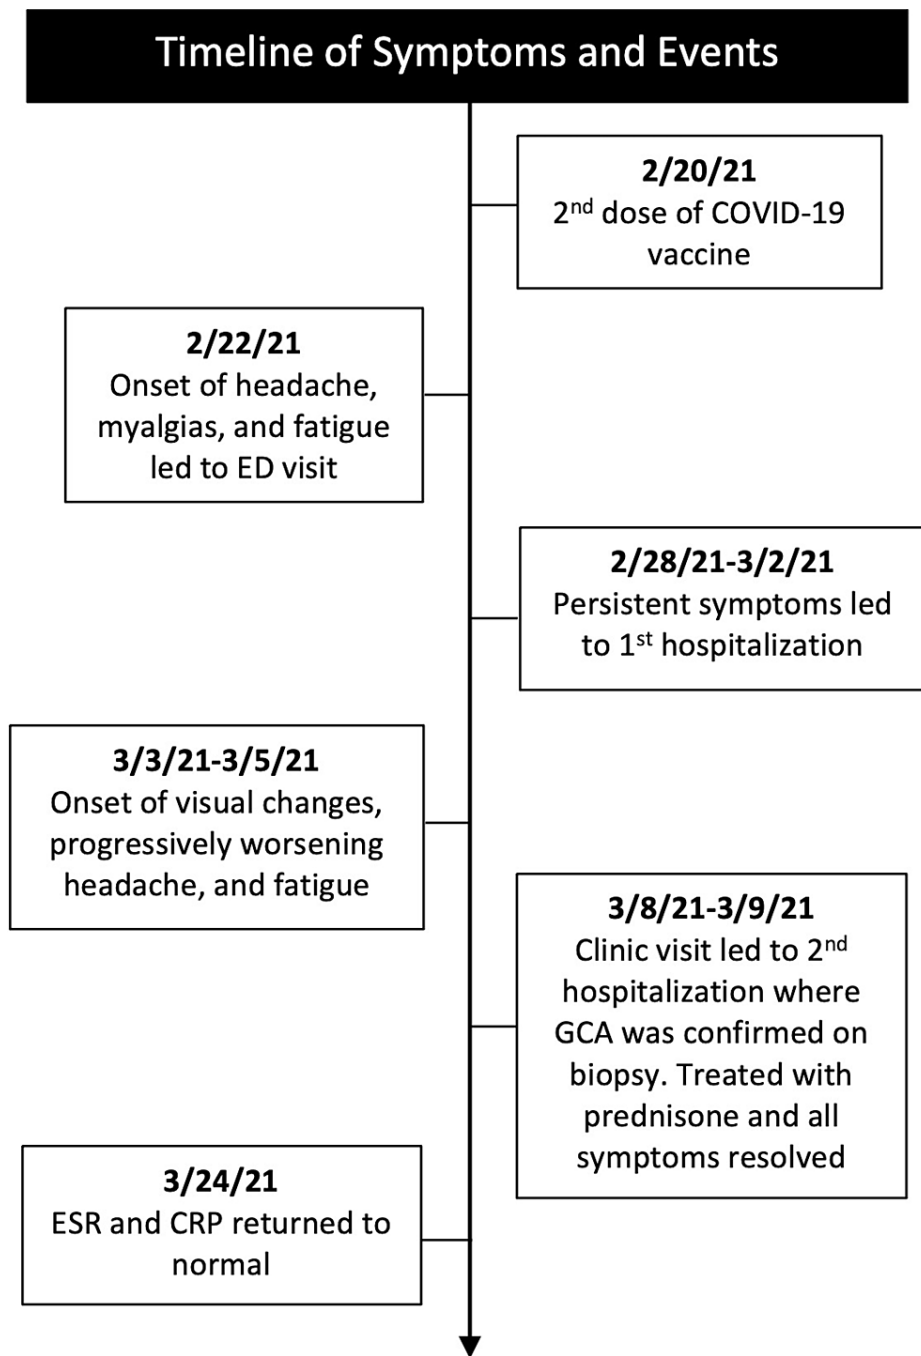 Timeline of Symptoms and Events
2/20/21
2nd dose of COVID-19
vaccine
2/22/21
Onset of headache,
myalgias, and fatigue
led to ED visit
2/28/21-3/2/21
Persistent symptoms led
to 1st hospitalization
3/3/21-3/5/21
Onset of visual changes,
progressively worsening
headache, and fatigue
3/8/21-3/9/21
Clinic visit led to 2nd
hospitalization where
GCA was confirmed on
biopsy. Treated with
prednisone and all
symptoms resolved
3/24/21
ESR and CRP returned to
normal